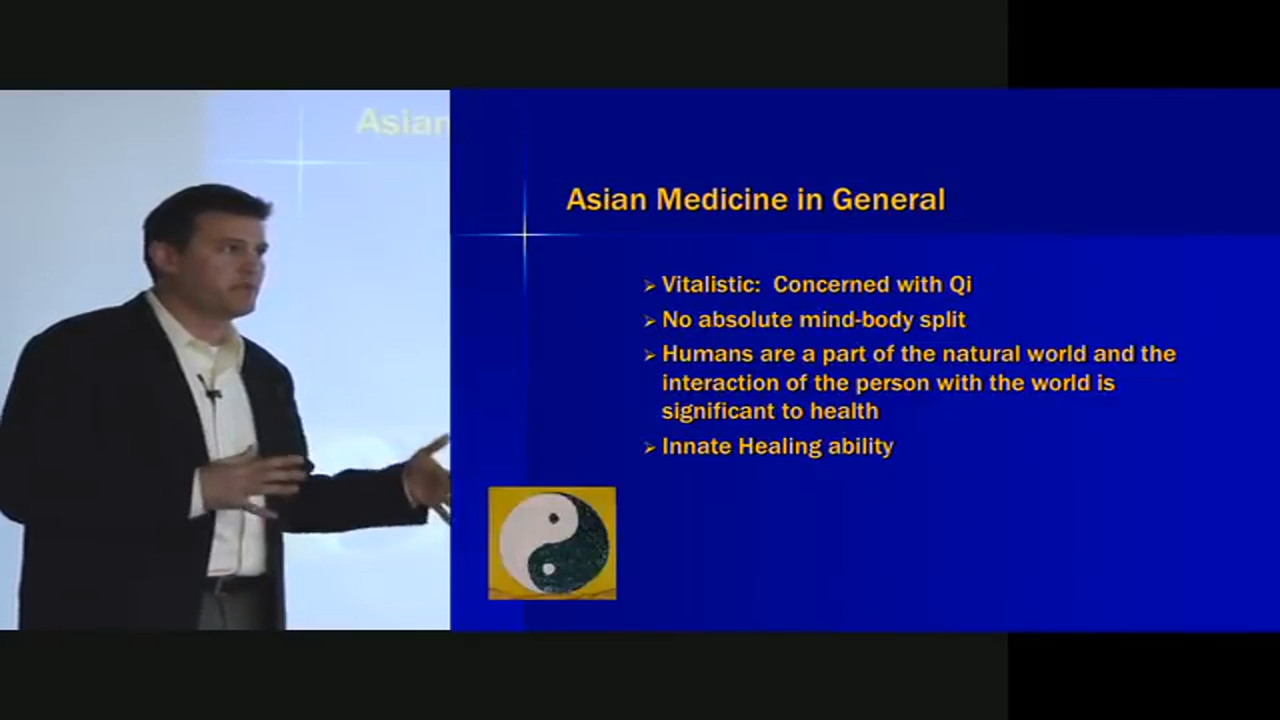 Asian
Asian Medicine in General
➢ Vitalistic:  Concerned with Qi
➢ No absolute mind-body split
➢ Humans are a part of the natural world and the
interaction of the person with the world is
significant to health
➢ Innate Healing ability